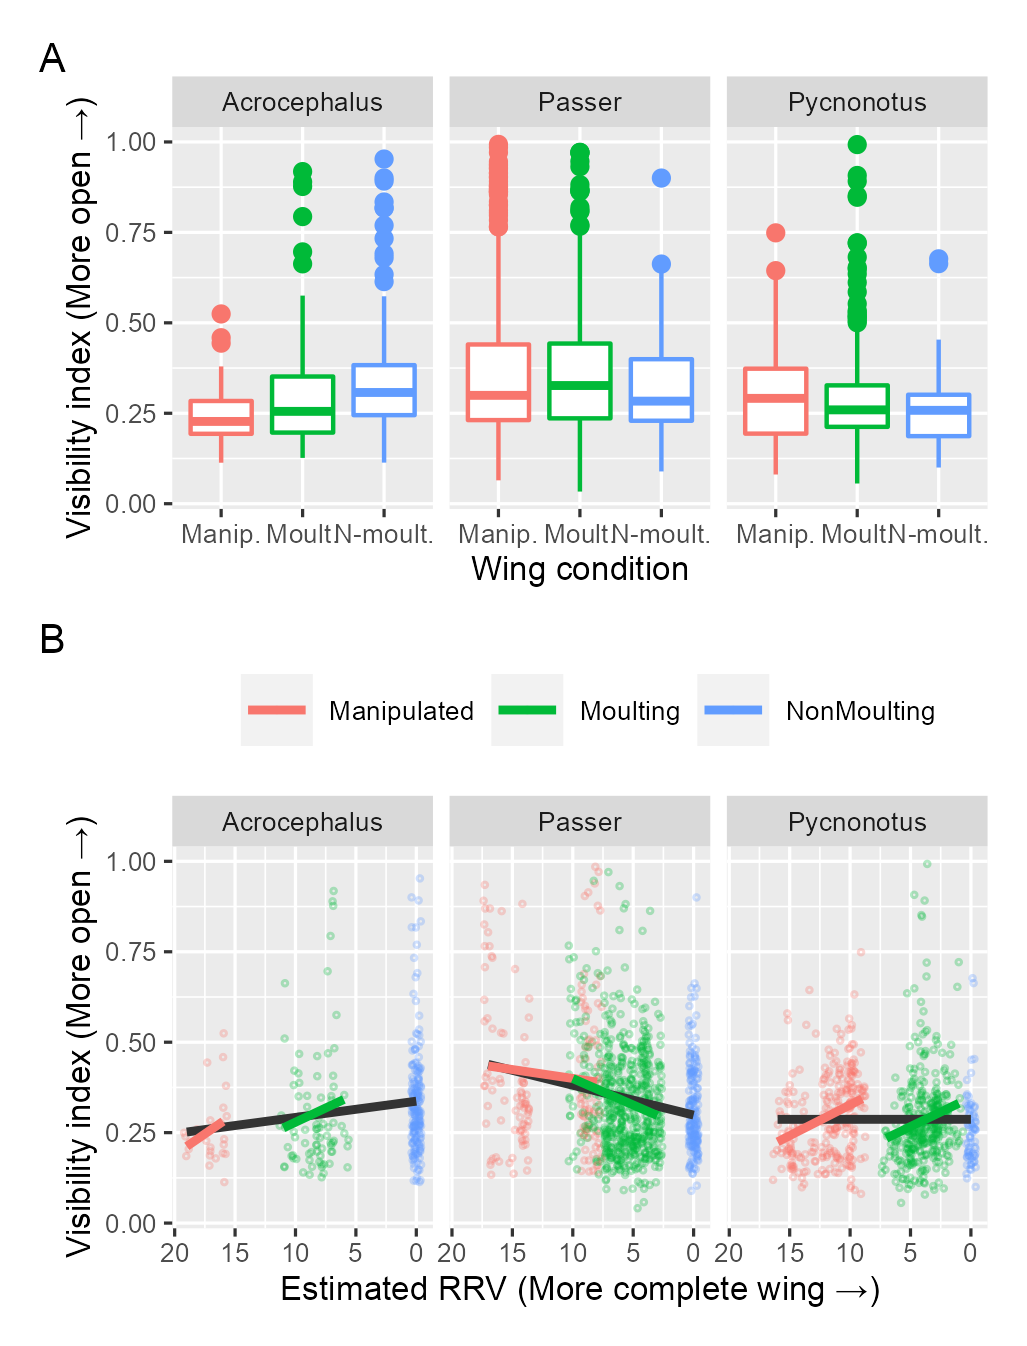 A
Acrocephalus Passer Pycnonotus
Visibility index (More open →)
1.00
0.75
0.50
0.25
0.00
Manip. Moult. N-moult. Manip. Moult. N-moult. Manip. Moult. N-moult.
Wing condition
B
Manipulated Moulting NonMoulting
Acrocephalus Passer Pycnonotus
Visibility index (More open →)
1.00
0.75
0.50
0.25
0.00
20 15 10 5 0 20 15 10 5 0 20 15 10 5 0
Estimated RRV (More complete wing →)